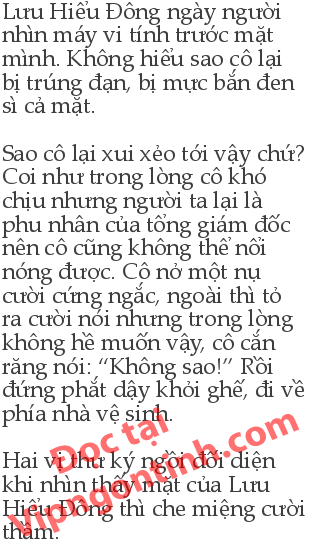 Lưu Hiểu Đông ngây người
nhìn máy vi tính trước mặt
mình. Không hiểu sao cô lại
bị trúng đạn, bị mực bắn đen
sì cả mặt.

Sao cô lại xui xẻo tới vậy chứ?
Coi như trong lòng cô khó
chịu nhưng người ta lại là
phu nhân của tổng giám đốc
nên cô cũng không thể nổi
nóng được. Cô nở một nụ
cười cứng ngắc, ngoài thì tỏ
ra cười nói nhưng trong lòng
không hề muốn vậy, cô cắn
răng nói: “Không sao!” Rồi
đứng phắt dậy khỏi ghế, đi về
phía nhà vệ sinh.

Hai vị thư ký ngồi đối diện
khi nhìn thấy mặt của Lưu
Hiểu Đông thì che miệng cười
thầm.
Đọc tại
Vipngontinh.com